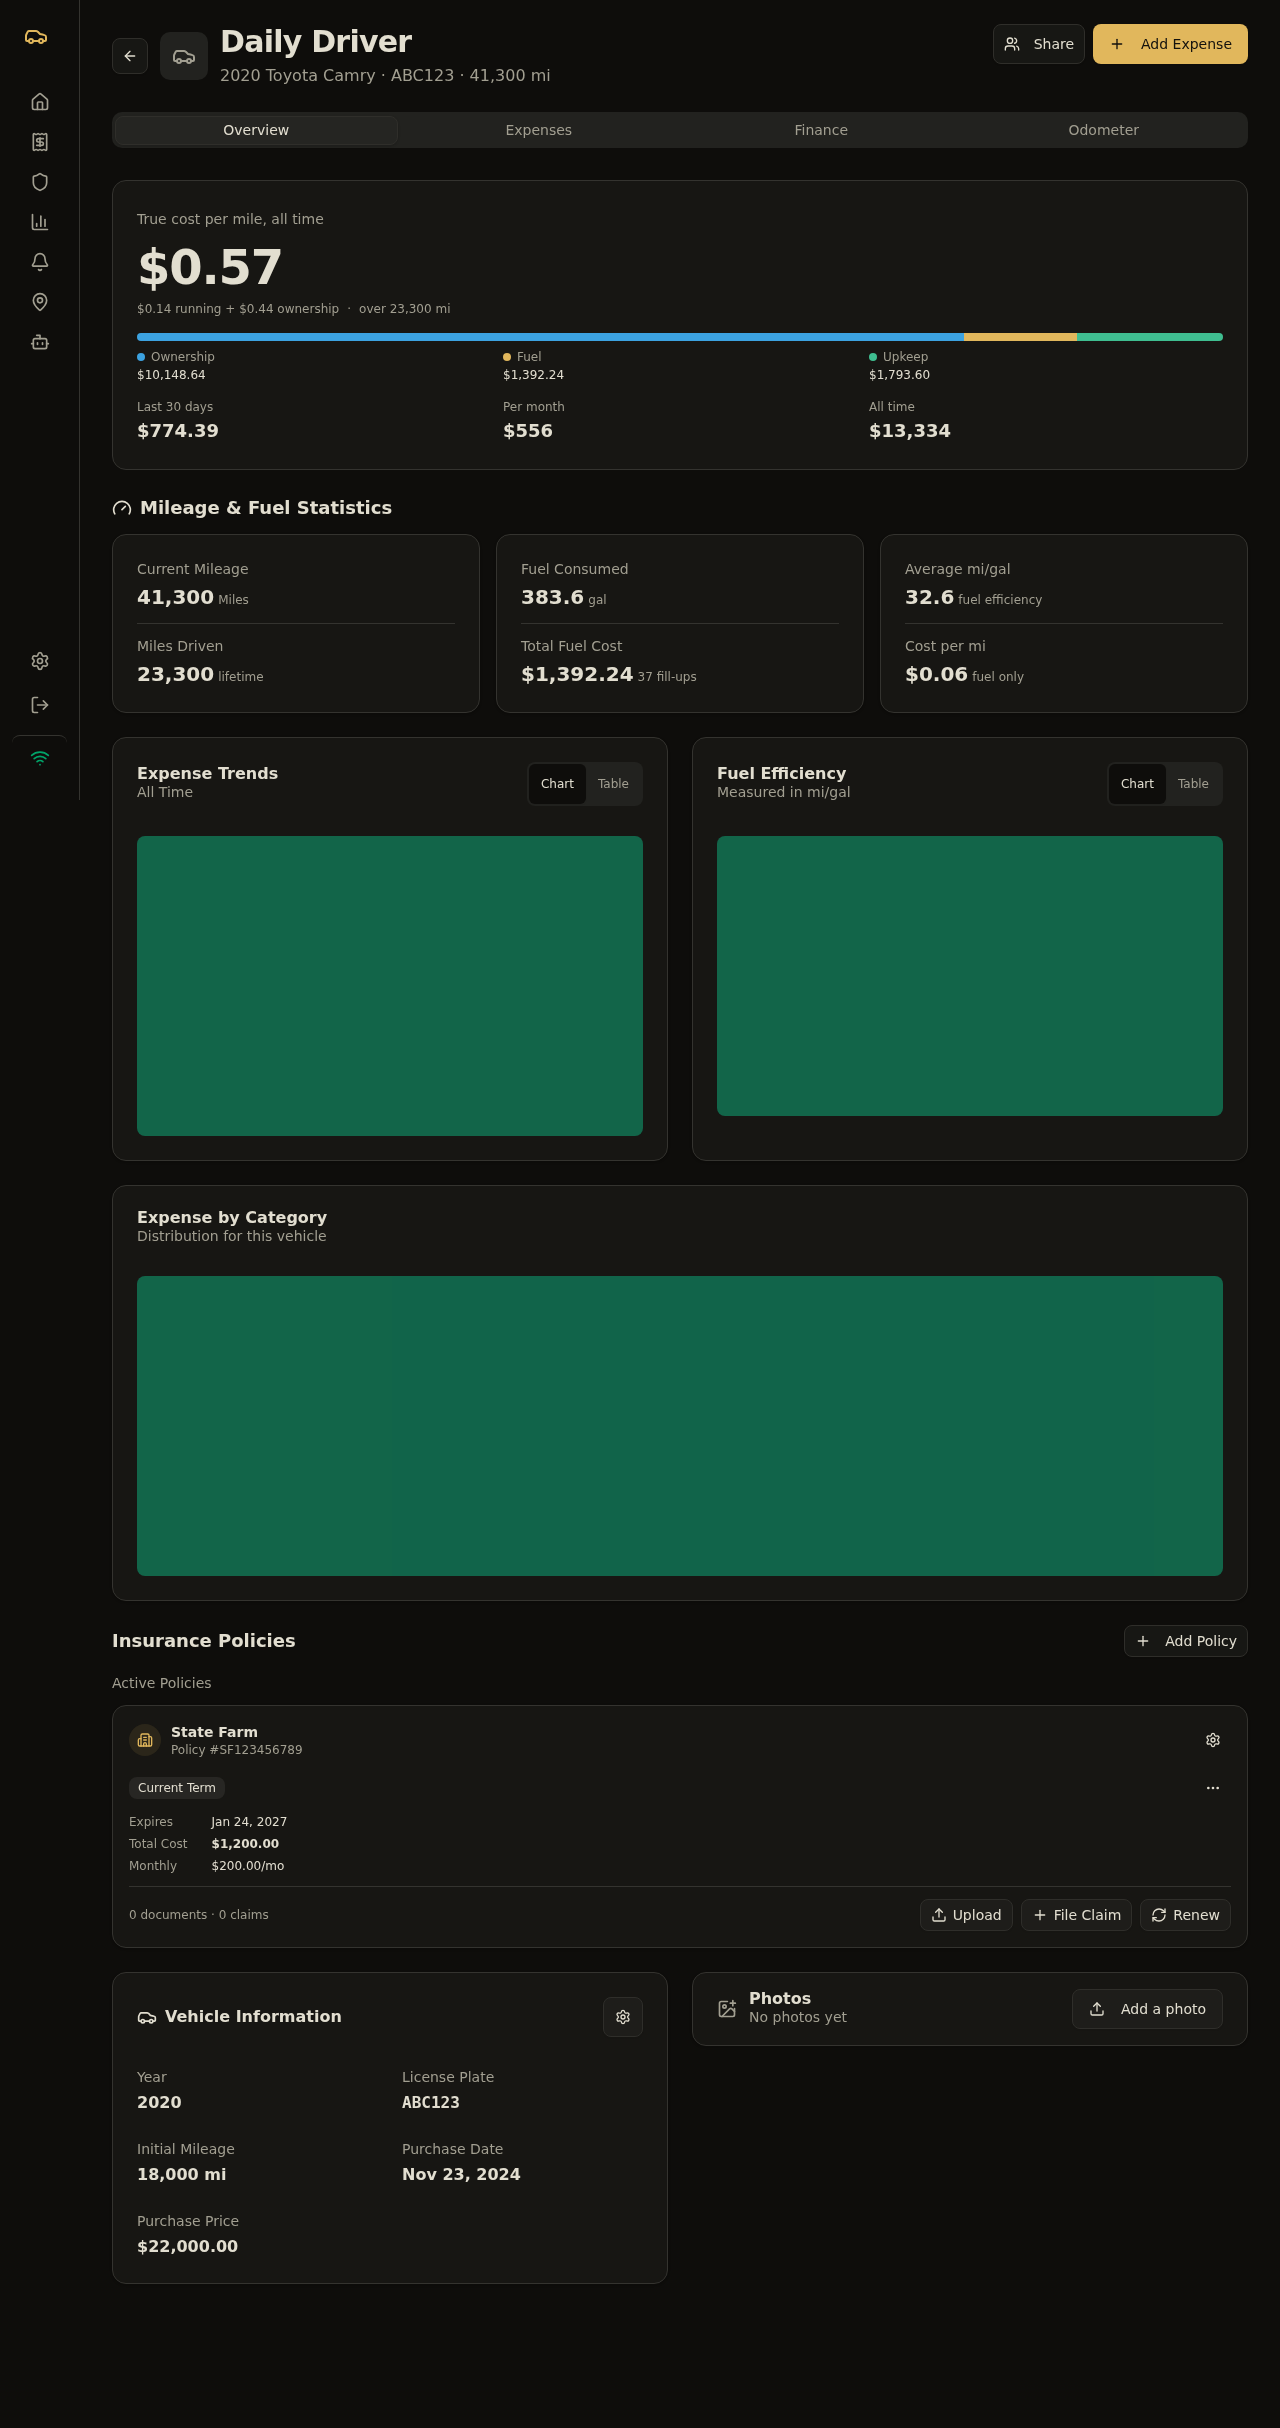 Daily Driver
2020 Toyota Camry · ABC123 · 41,300 mi
Share
Add Expense
Overview
Expenses
Finance
Odometer
True cost per mile, all time
$0.57
$0.14 running + $0.44 ownership · over 23,300 mi
Ownership
$10,148.64
Fuel
$1,392.24
Upkeep
$1,793.60
Last 30 days
$774.39
Per month
$556
All time
$13,334
Mileage & Fuel Statistics
Current Mileage
41,300 Miles
Miles Driven
23,300 lifetime
Fuel Consumed
383.6 gal
Total Fuel Cost
$1,392.24 37 fill-ups
Average mi/gal
32.6 fuel efficiency
Cost per mi
$0.06 fuel only
Expense Trends
All Time
Chart
Table
Fuel Efficiency
Measured in mi/gal
Chart
Table
Expense by Category
Distribution for this vehicle
Insurance Policies
Add Policy
Active Policies
State Farm
Policy #SF123456789
Current Term
Expires Jan 24, 2027
Total Cost $1,200.00
Monthly $200.00/mo
0 documents · 0 claims
Upload
File Claim
Renew
Vehicle Information
Year
2020
License Plate
ABC123
Initial Mileage
18,000 mi
Purchase Date
Nov 23, 2024
Purchase Price
$22,000.00
Photos
No photos yet
Add a photo